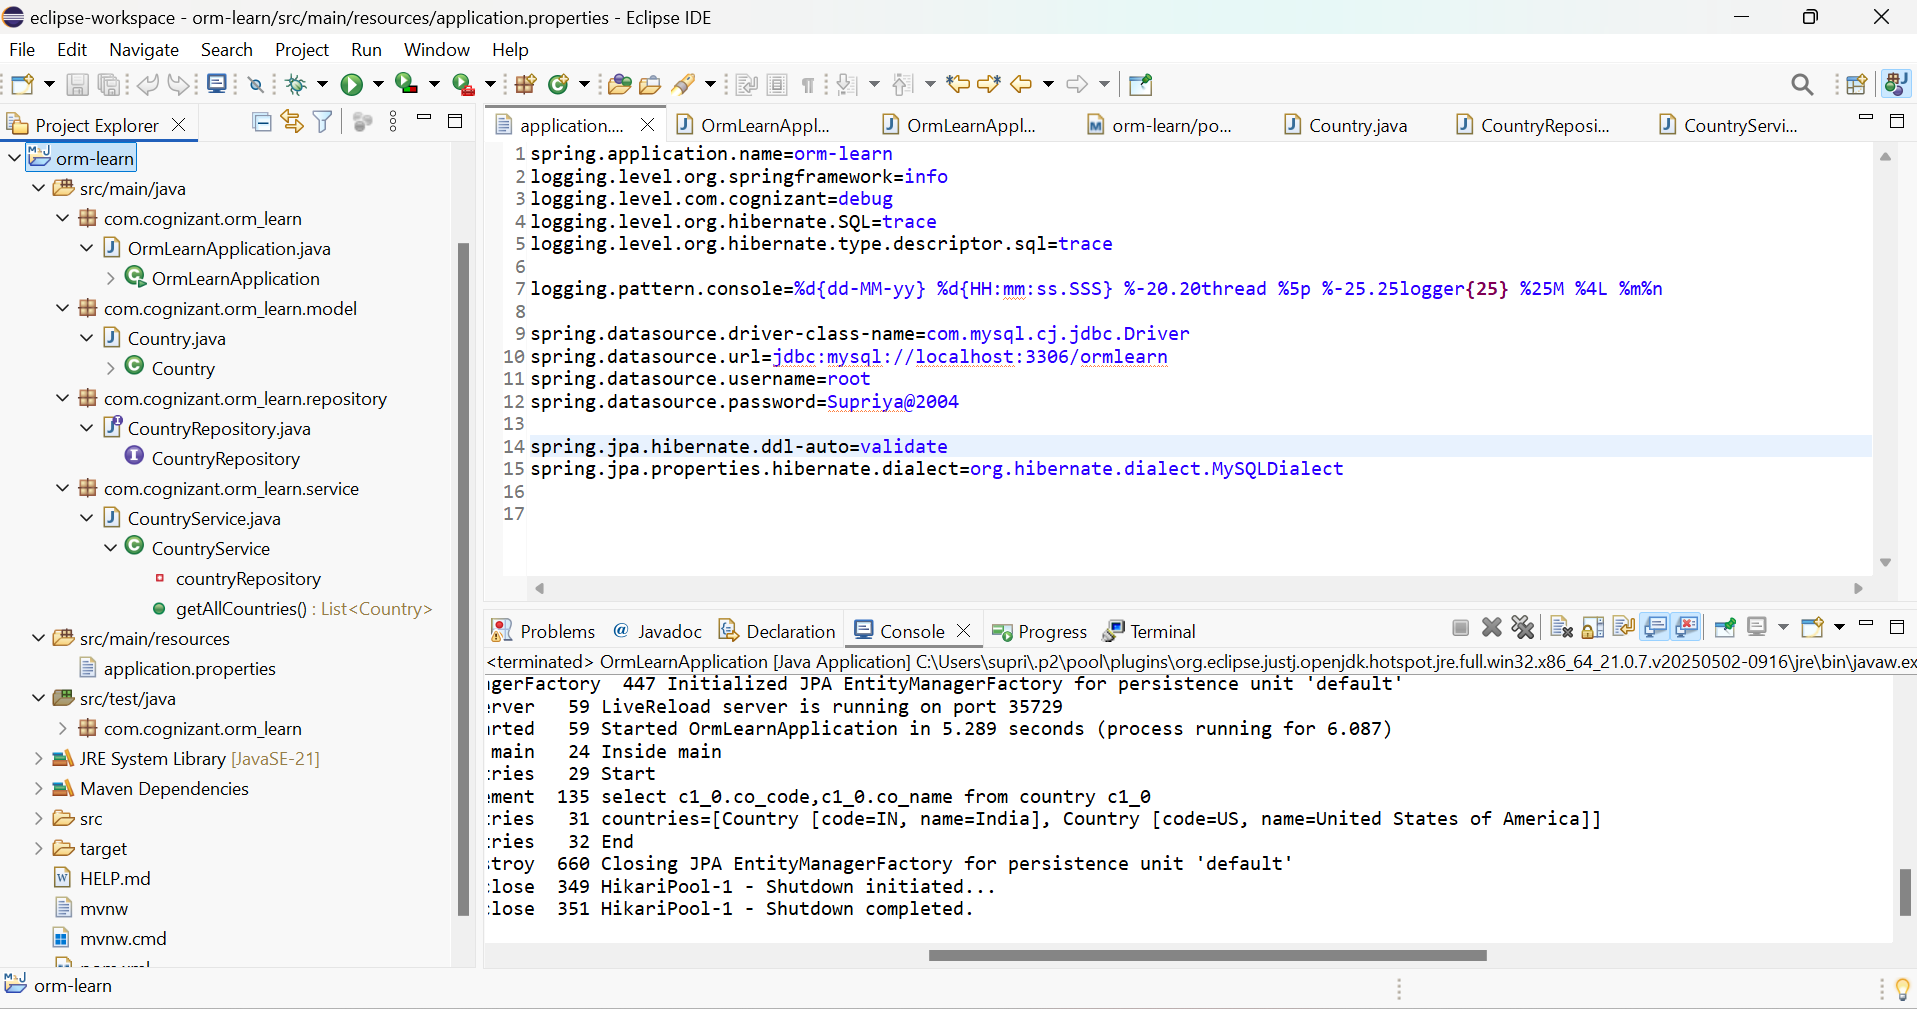 eclipse-workspace - orm-learn/src/main/resources/application.properties - Eclipse IDE
File Edit Navigate Search Project Run Window Help
Project Explorer
orm-learn
src/main/java
com.cognizant.orm_learn
OrmLearnApplication.java
OrmLearnApplication
com.cognizant.orm_learn.model
Country.java
Country
com.cognizant.orm_learn.repository
CountryRepository.java
CountryRepository
com.cognizant.orm_learn.service
CountryService.java
CountryService
countryRepository
getAllCountries() : List<Country>
src/main/resources
application.properties
src/test/java
com.cognizant.orm_learn
JRE System Library [JavaSE-21]
Maven Dependencies
src
target
HELP.md
mvnw
mvnw.cmd
application.... OrmLearnAppl... OrmLearnAppl... orm-learn/po... Country.java CountryReposi... CountryServi...
1 spring.application.name=orm-learn
2 logging.level.org.springframework=info
3 logging.level.com.cognizant=debug
4 logging.level.org.hibernate.SQL=trace
5 logging.level.org.hibernate.type.descriptor.sql=trace
6
7 logging.pattern.console=%d{dd-MM-yy} %d{HH:mm:ss.SSS} %-20.20thread %5p %-25.25logger{25} %25M %4L %m%n
8
9 spring.datasource.driver-class-name=com.mysql.cj.jdbc.Driver
10 spring.datasource.url=jdbc:mysql://localhost:3306/ormlearn
11 spring.datasource.username=root
12 spring.datasource.password=Supriya@2004
13
14 spring.jpa.hibernate.ddl-auto=validate
15 spring.jpa.properties.hibernate.dialect=org.hibernate.dialect.MySQLDialect
16
17
Problems Javadoc Declaration Console Progress Terminal
<terminated> OrmLearnApplication [Java Application] C:\Users\supri\.p2\pool\plugins\org.eclipse.justj.openjdk.hotspot.jre.full.win32.x86_64_21.0.7.v20250502-0916\jre\bin\javaw.ex
gerFactory 447 Initialized JPA EntityManagerFactory for persistence unit 'default'
rver 59 LiveReload server is running on port 35729
rted 59 Started OrmLearnApplication in 5.289 seconds (process running for 6.087)
main 24 Inside main
ries 29 Start
ment 135 select c1_0.co_code,c1_0.co_name from country c1_0
ries 31 countries=[Country [code=IN, name=India], Country [code=US, name=United States of America]]
ries 32 End
troy 660 Closing JPA EntityManagerFactory for persistence unit 'default'
lose 349 HikariPool-1 - Shutdown initiated...
lose 351 HikariPool-1 - Shutdown completed.
orm-learn